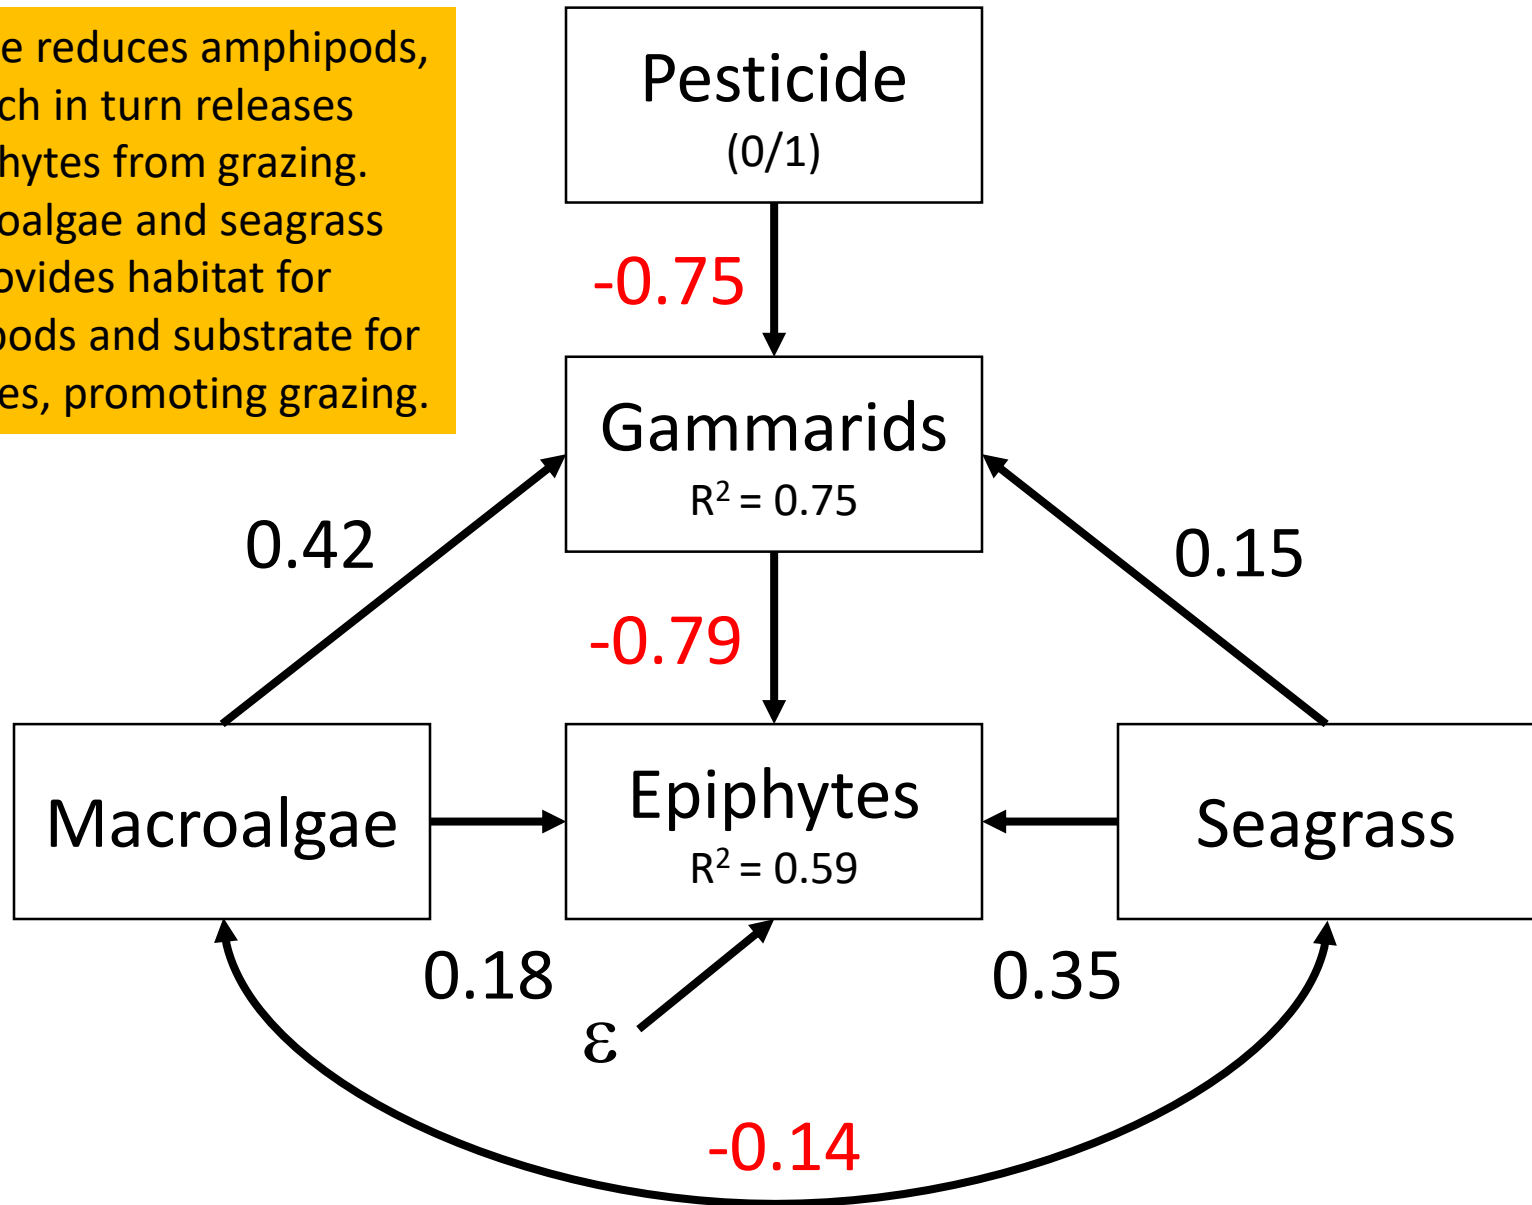 e reduces amphipods,
ch in turn releases
hytes from grazing.
oalgae and seagrass
ovides habitat for
oods and substrate for
es, promoting grazing.
Pesticide
(0/1)
-0.75
Gammarids
R² = 0.75
0.42
0.15
-0.79
Macroalgae
Epiphytes
R² = 0.59
Seagrass
0.18
0.35
ε
-0.14